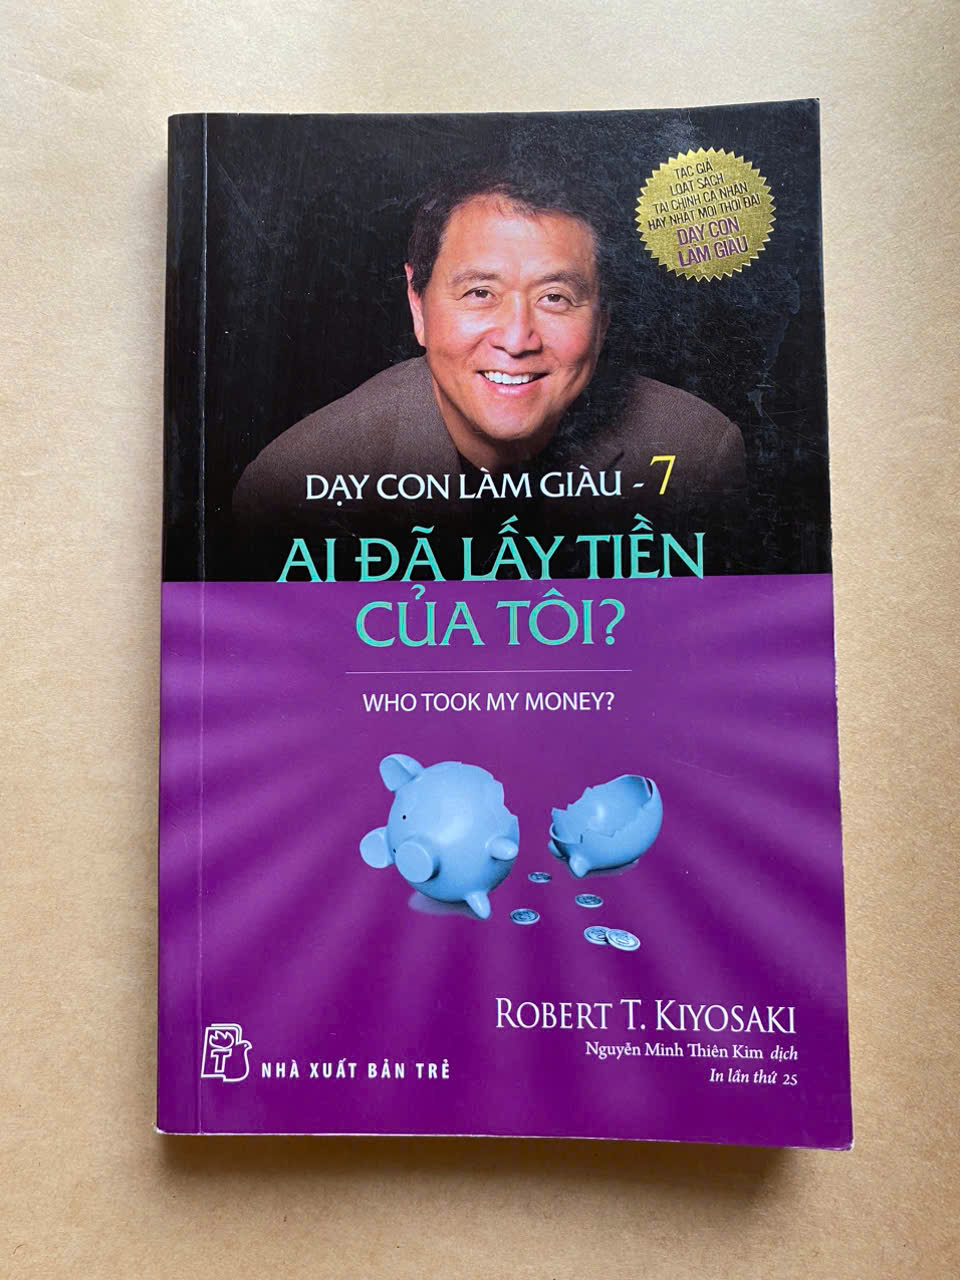 TÁC GIẢ
LOẠT SÁCH
TÀI CHÍNH CÁ NHÂN
HAY NHẤT MỌI THỜI ĐẠI
DẠY CON
LÀM GIÀU
DẠY CON LÀM GIÀU - 7
AI ĐÃ LẤY TIỀN
CỦA TÔI?
WHO TOOK MY MONEY?
ROBERT T. KIYOSAKI
Nguyễn Minh Thiên Kim dịch
In lần thứ 25
NHÀ XUẤT BẢN TRẺ